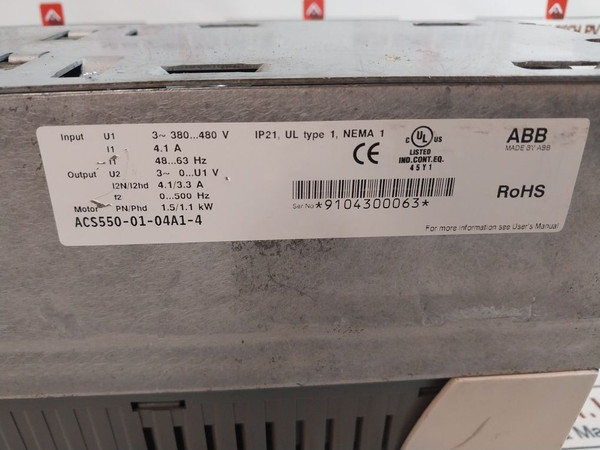 Input U1 3~ 380...480 V
I1 4.1 A
f1 48...63 Hz
Output U2 3~ 0...U1 V
I2N/I2hd 4.1/3.3 A
f2 0...500 Hz
Motor PN/Phd 1.5/1.1 kW
ACS550-01-04A1-4
IP21, UL type 1, NEMA 1
CE
C UL US
LISTED
IND.CONT.EQ.
45Y1
ABB
MADE BY ABB
RoHS
Ser.No *9104300063*
For more information see User's Manual